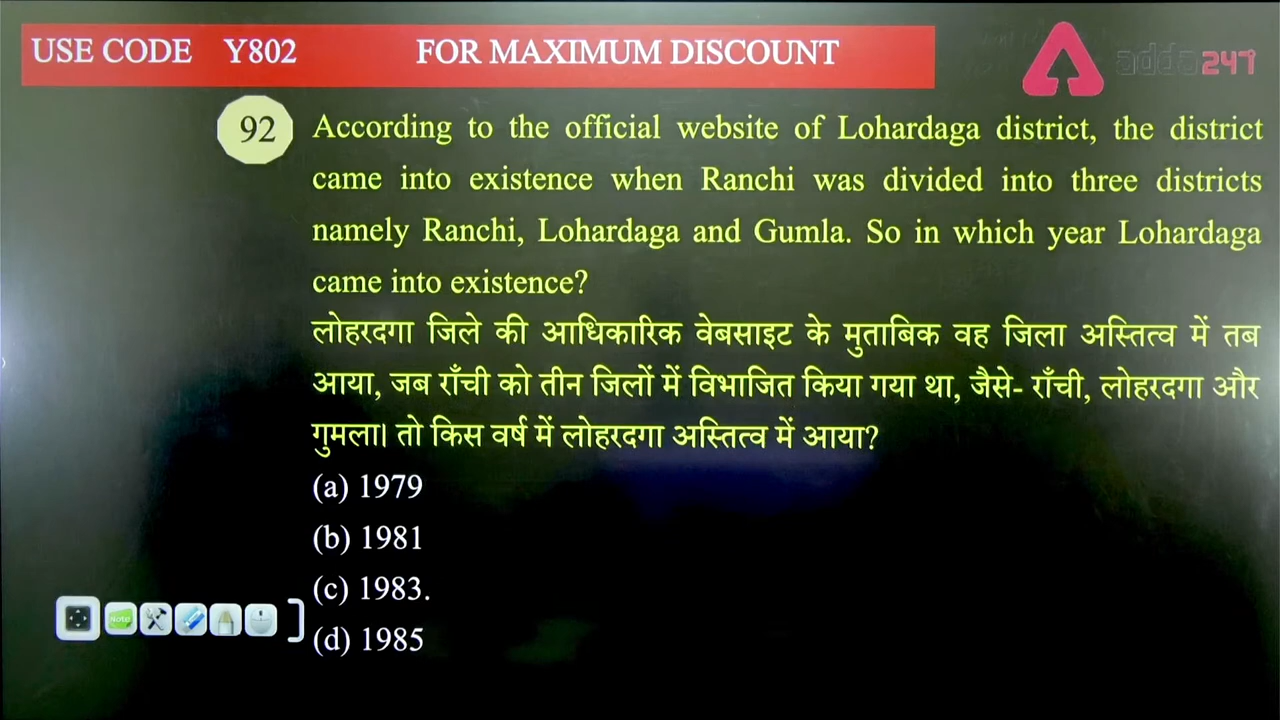 USE CODE Y802 FOR MAXIMUM DISCOUNT
adda247
92 According to the official website of Lohardaga district, the district
came into existence when Ranchi was divided into three districts
namely Ranchi, Lohardaga and Gumla. So in which year Lohardaga
came into existence?
लोहरदगा जिले की आधिकारिक वेबसाइट के मुताबिक वह जिला अस्तित्व में तब
आया, जब राँची को तीन जिलों में विभाजित किया गया था, जैसे- राँची, लोहरदगा और
गुमला। तो किस वर्ष में लोहरदगा अस्तित्व में आया?
(a) 1979
(b) 1981
(c) 1983.
(d) 1985
Note